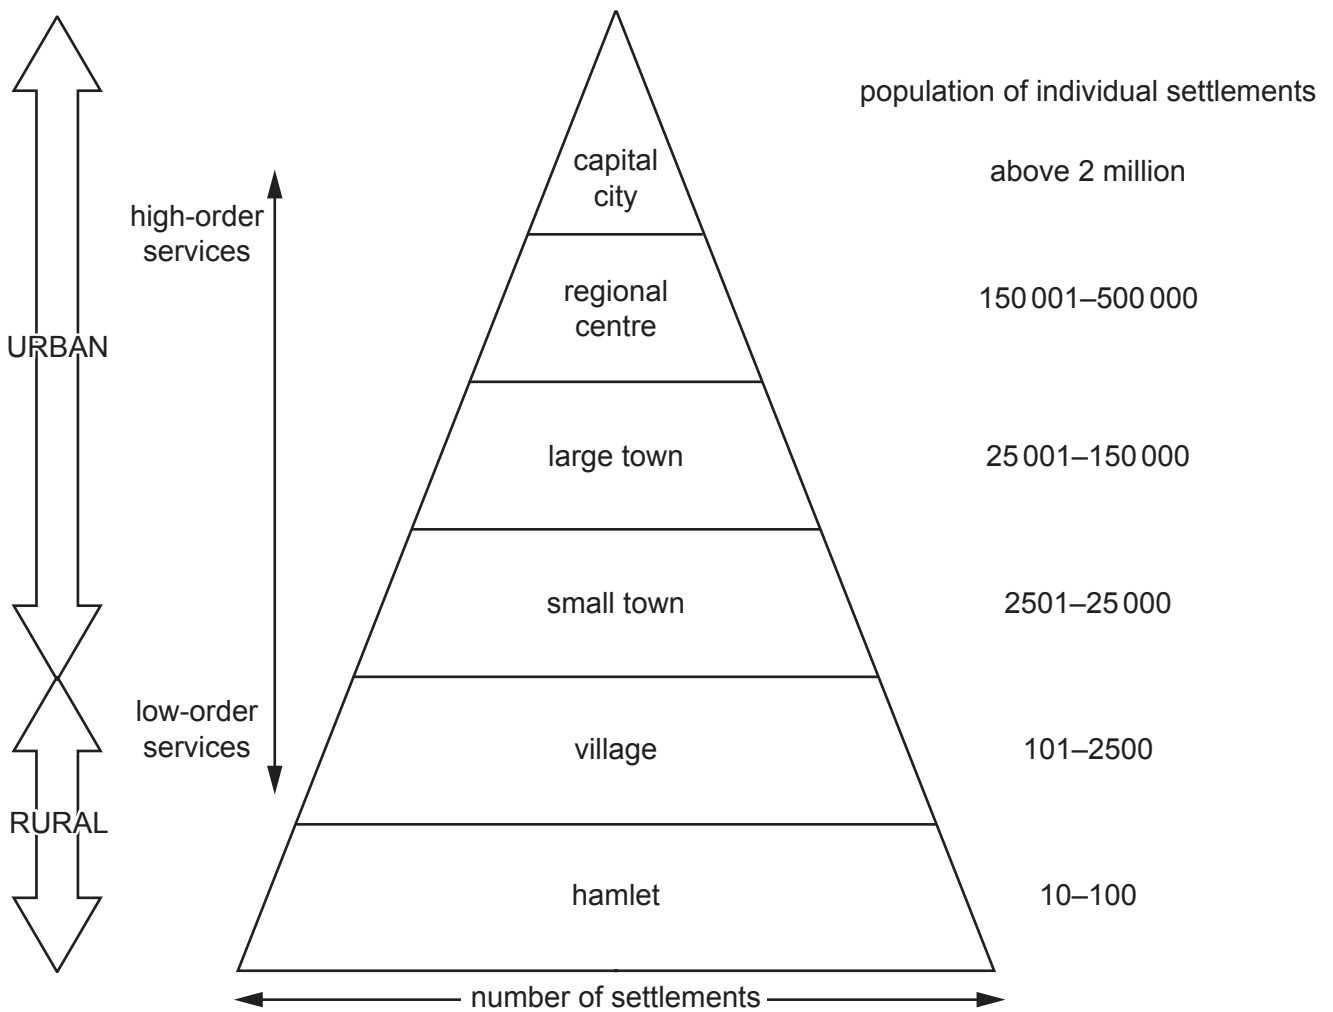 population of individual settlements
capital
city
above 2 million
high-order
services
regional
centre
150 001–500 000
URBAN
large town
25 001–150 000
small town
2501–25 000
low-order
services
village
101–2500
RURAL
hamlet
10–100
number of settlements